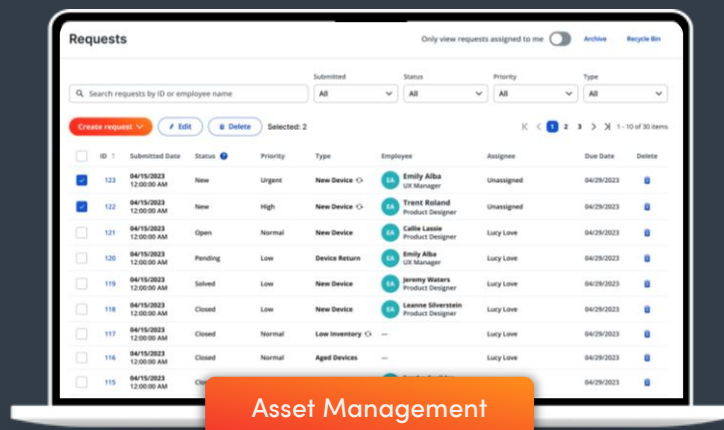 Requests
Only view requests assigned to me Archive Recycle Bin
Submitted Status Priority Type
Search requests by ID or employee name All All All All
Create request Edit Delete Selected: 2 1 2 3 1 - 10 of 30 items
ID Submitted Date Status Priority Type Employee Assignee Due Date Delete
123 04/15/2023 12:00:00 AM New Urgent New Device EA Emily Alba UX Manager Unassigned 04/29/2023
122 04/15/2023 12:00:00 AM New High New Device EA Trent Roland Product Designer Unassigned 04/29/2023
121 04/15/2023 12:00:00 AM Open Normal New Device EA Callie Lassie Product Designer Lucy Love 04/29/2023
120 04/15/2023 12:00:00 AM Pending Low Device Return EA Emily Alba UX Manager Lucy Love 04/29/2023
119 04/15/2023 12:00:00 AM Solved Low New Device EA Jeremy Waters Product Designer Lucy Love 04/29/2023
118 04/15/2023 12:00:00 AM Closed Low New Device EA Leanne Silverstein Product Designer Lucy Love 04/29/2023
117 04/15/2023 12:00:00 AM Closed Normal Low Inventory — Lucy Love 04/29/2023
116 04/15/2023 12:00:00 AM Closed Normal Aged Devices — Lucy Love 04/29/2023
115 04/15/2023 12:00:00 AM Lucy Love 04/29/2023
Asset Management